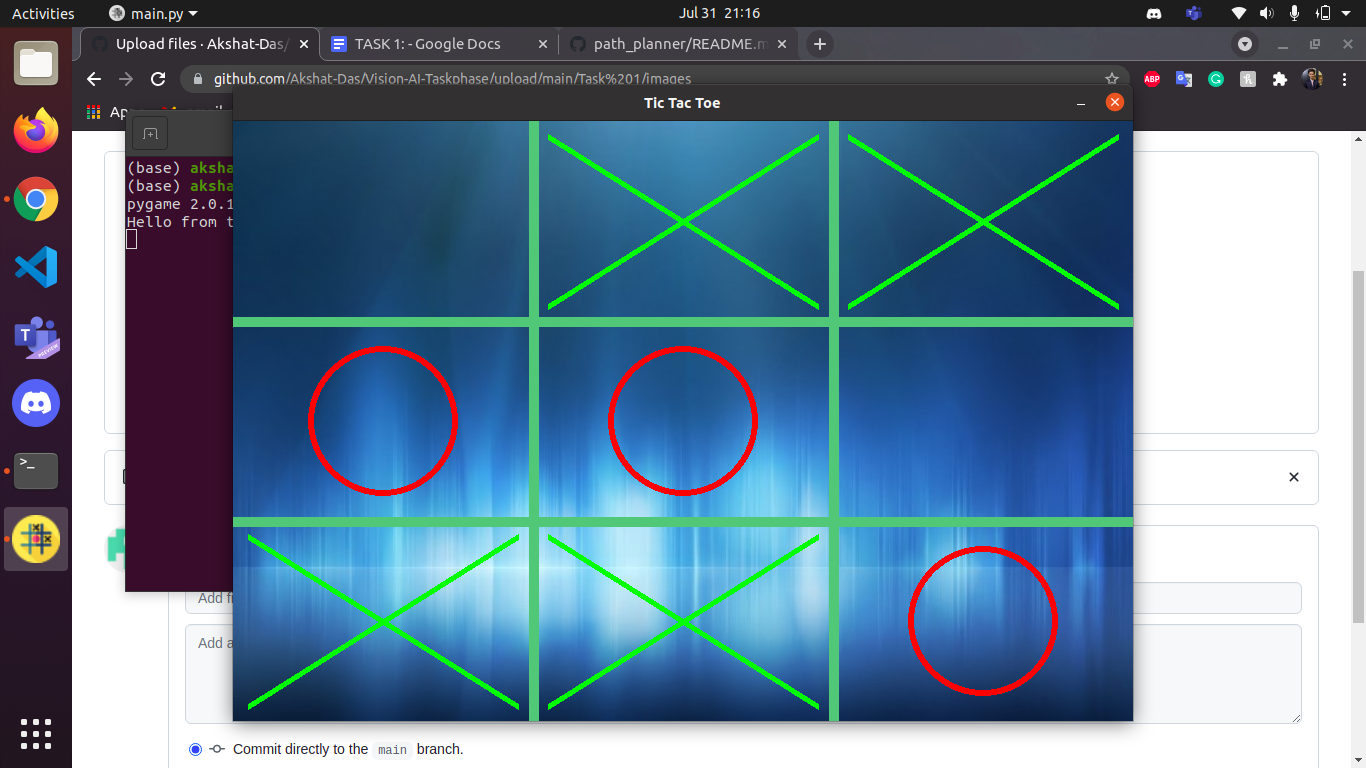 Activities main.py Jul 31 21:16
Upload files · Akshat-Das/ TASK 1: - Google Docs path_planner/README.m
github.com/Akshat-Das/Vision-AI-Taskphase/upload/main/Task%201/images
ABP
Tic Tac Toe
(base) aksha
(base) aksha
pygame 2.0.1
Hello from t
Add fi
Add a
Commit directly to the main branch.